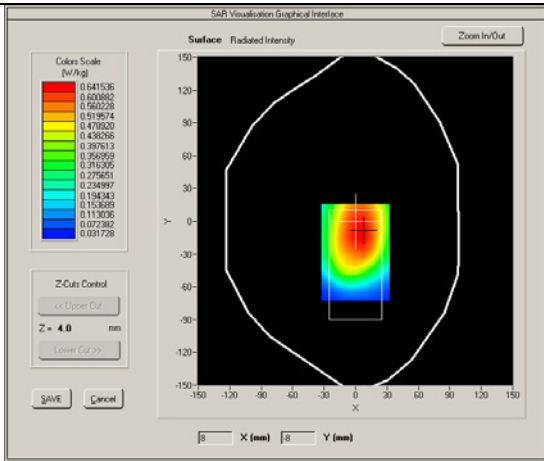 SAR Visualisation Graphical Interface
Surface Radiated Intensity
Zoom In/Out
Colors Scale
(W/kg)
0.641536
0.600882
0.560228
0.519574
0.478920
0.438266
0.397613
0.356959
0.316305
0.275651
0.234997
0.194343
0.153689
0.113036
0.072382
0.031728
Z-Cuts Control
<< Upper Cut
Z = 4.0 mm
Lower Cut >>
SAVE
Cancel
150
120
90
60
30
0
-30
-60
-90
-120
-150
Y
-150 -120 -90 -60 -30 0 30 60 90 120 150
X
8 X (mm) -8 Y (mm)